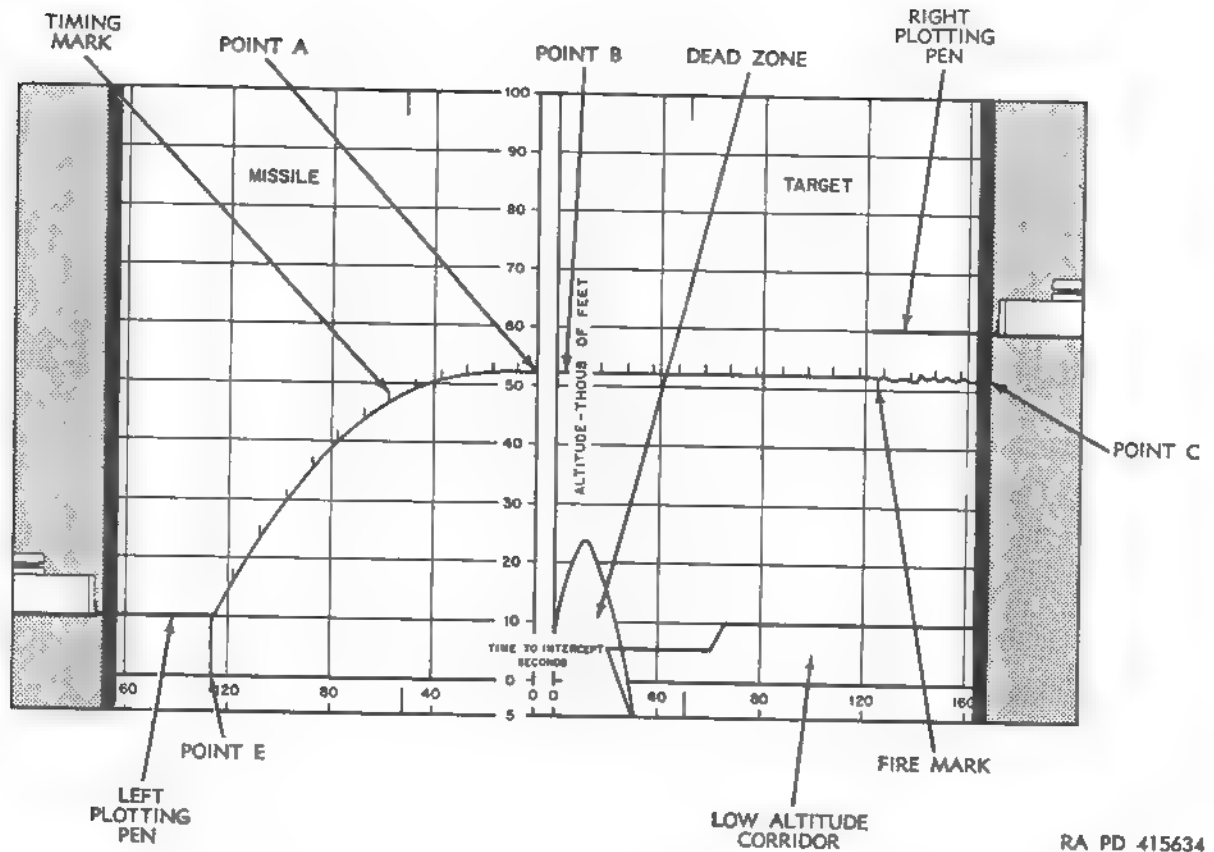 TIMING
MARK
POINT A
POINT B
DEAD ZONE
RIGHT
PLOTTING
PEN
MISSILE
TARGET
100
90
80
70
60
50
40
30
20
10
0
5
ALTITUDE - THOUS OF FEET
TIME TO INTERCEPT
SECONDS
60
120
80
40
0
0
40
80
120
160
POINT C
POINT E
LEFT
PLOTTING
PEN
FIRE MARK
LOW ALTITUDE
CORRIDOR
RA PD 415634